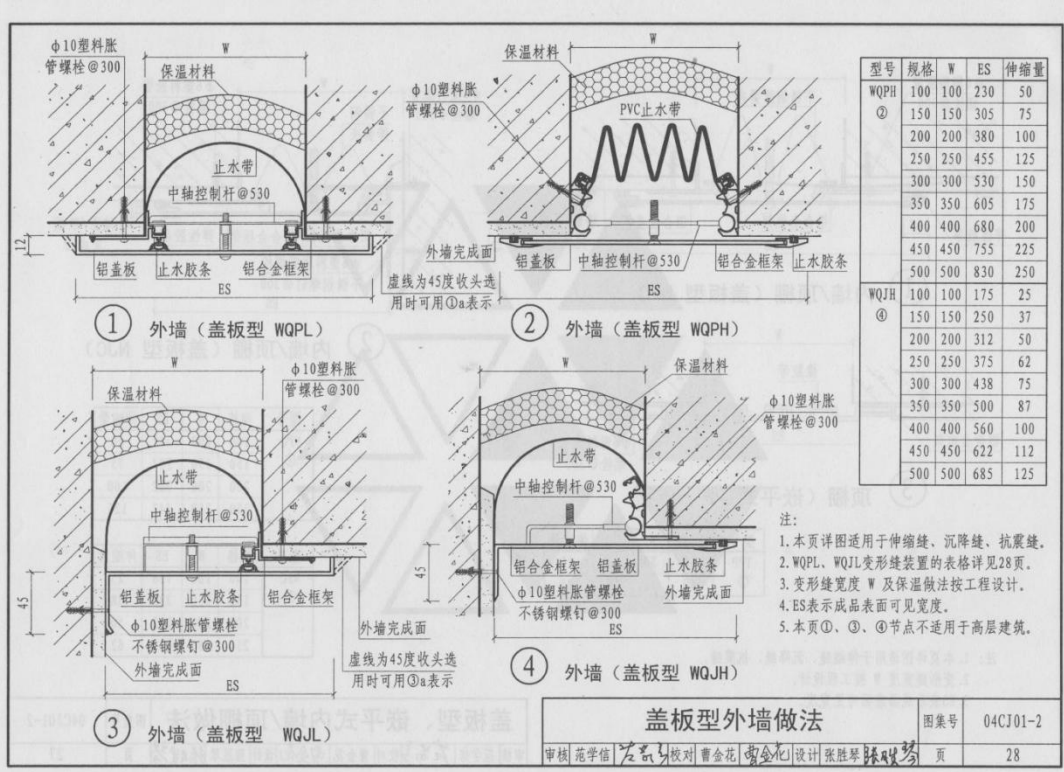 φ10塑料胀
管螺栓@300
W
保温材料
止水带
中轴控制杆@530
12
铝盖板
止水胶条
铝合金框架
ES
① 外墙（盖板型 WQPL）
外墙完成面
虚线为45度收头选
用时可用①a表示
W
保温材料
φ10塑料胀
管螺栓@300
PVC止水带
铝盖板
中轴控制杆@530
铝合金框架
止水胶条
ES
② 外墙（盖板型 WQPH）
型号 规格 W ES 伸缩量
WQPH 100 100 230 50
② 150 150 305 75
200 200 380 100
250 250 455 125
300 300 530 150
350 350 605 175
400 400 680 200
450 450 755 225
500 500 830 250
WQJH 100 100 175 25
④ 150 150 250 37
200 200 312 50
250 250 375 62
300 300 438 75
350 350 500 87
400 400 560 100
450 450 622 112
500 500 685 125
W
φ10塑料胀
管螺栓@300
保温材料
止水带
中轴控制杆@530
45
铝盖板
止水胶条
铝合金框架
φ10塑料胀管螺栓
不锈钢螺钉@300
外墙完成面
外墙完成面
虚线为45度收头选
用时可用③a表示
ES
③ 外墙（盖板型 WQJL）
W
保温材料
φ10塑料胀
管螺栓@300
止水带
中轴控制杆@530
45
铝合金框架
铝盖板
止水胶条
φ10塑料胀管螺栓
不锈钢螺钉@300
外墙完成面
ES
④ 外墙（盖板型 WQJH）
注:
1.本页详图适用于伸缩缝、沉降缝、抗震缝。
2.WQPL、WQJL变形缝装置的表格详见28页。
3.变形缝宽度 W 及保温做法按工程设计。
4.ES表示成品表面可见宽度。
5.本页①、③、④节点不适用于高层建筑。
盖板型外墙做法
图集号 04CJ01-2
审核 范学信 校对 曹金花 曹金花 设计 张胜琴 张胜琴 页 28